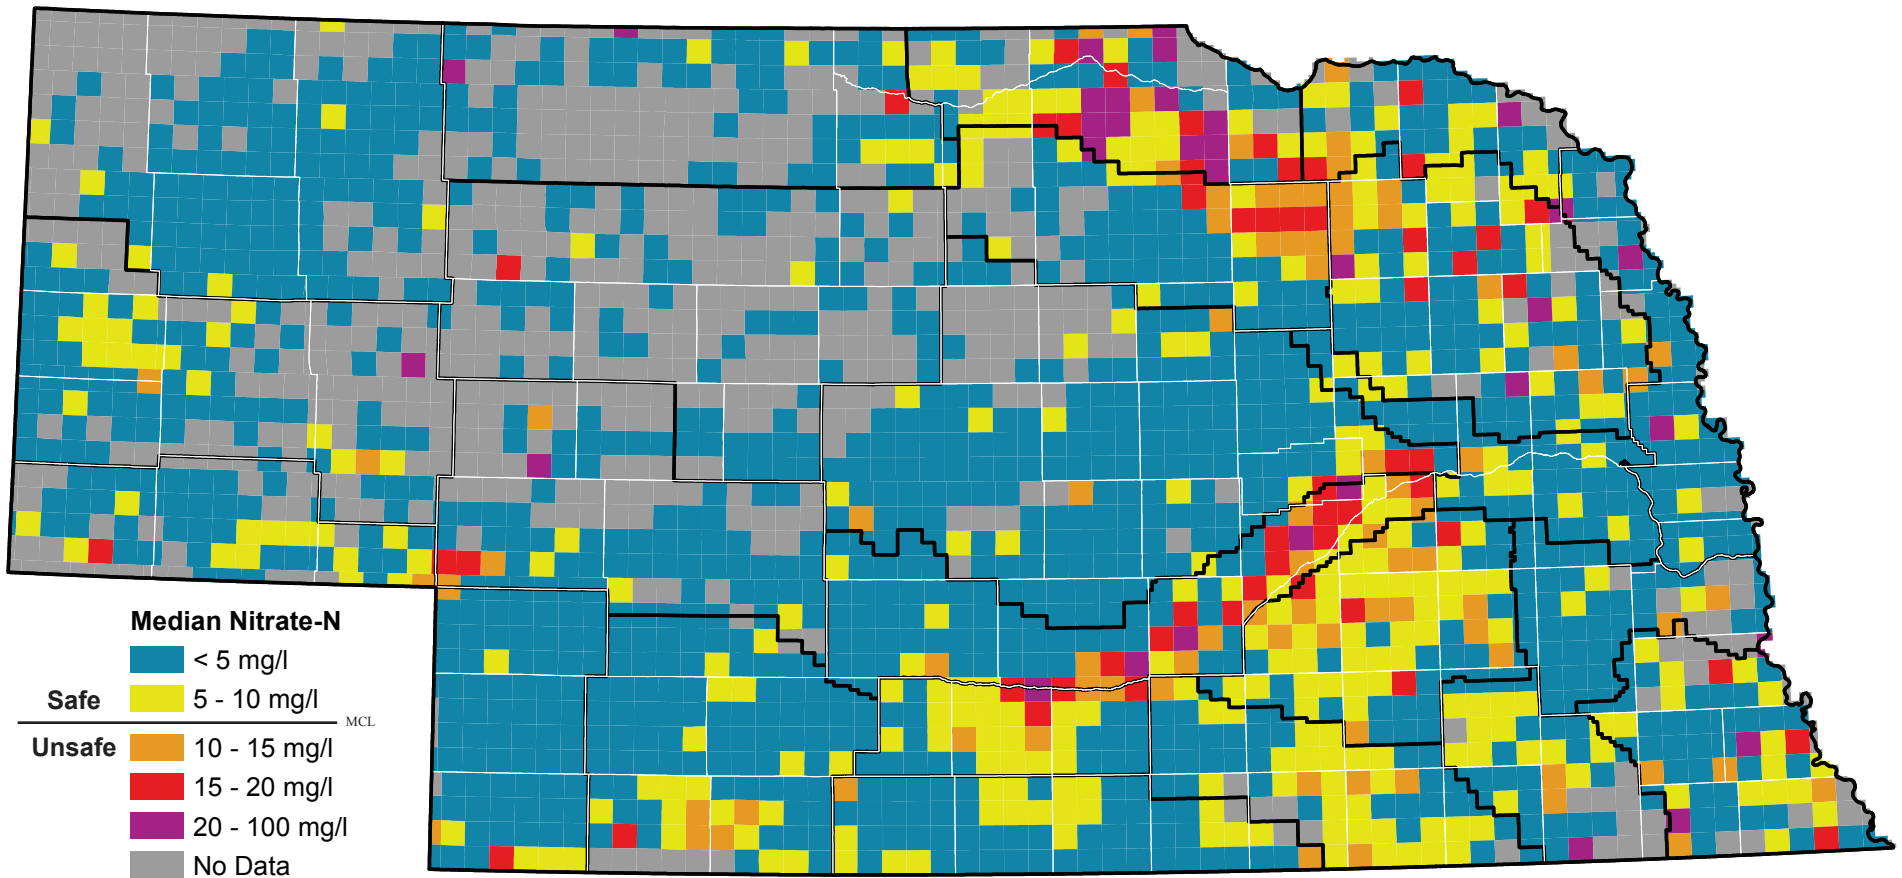 Median Nitrate-N
< 5 mg/l
Safe 5 - 10 mg/l
MCL
Unsafe 10 - 15 mg/l
15 - 20 mg/l
20 - 100 mg/l
No Data